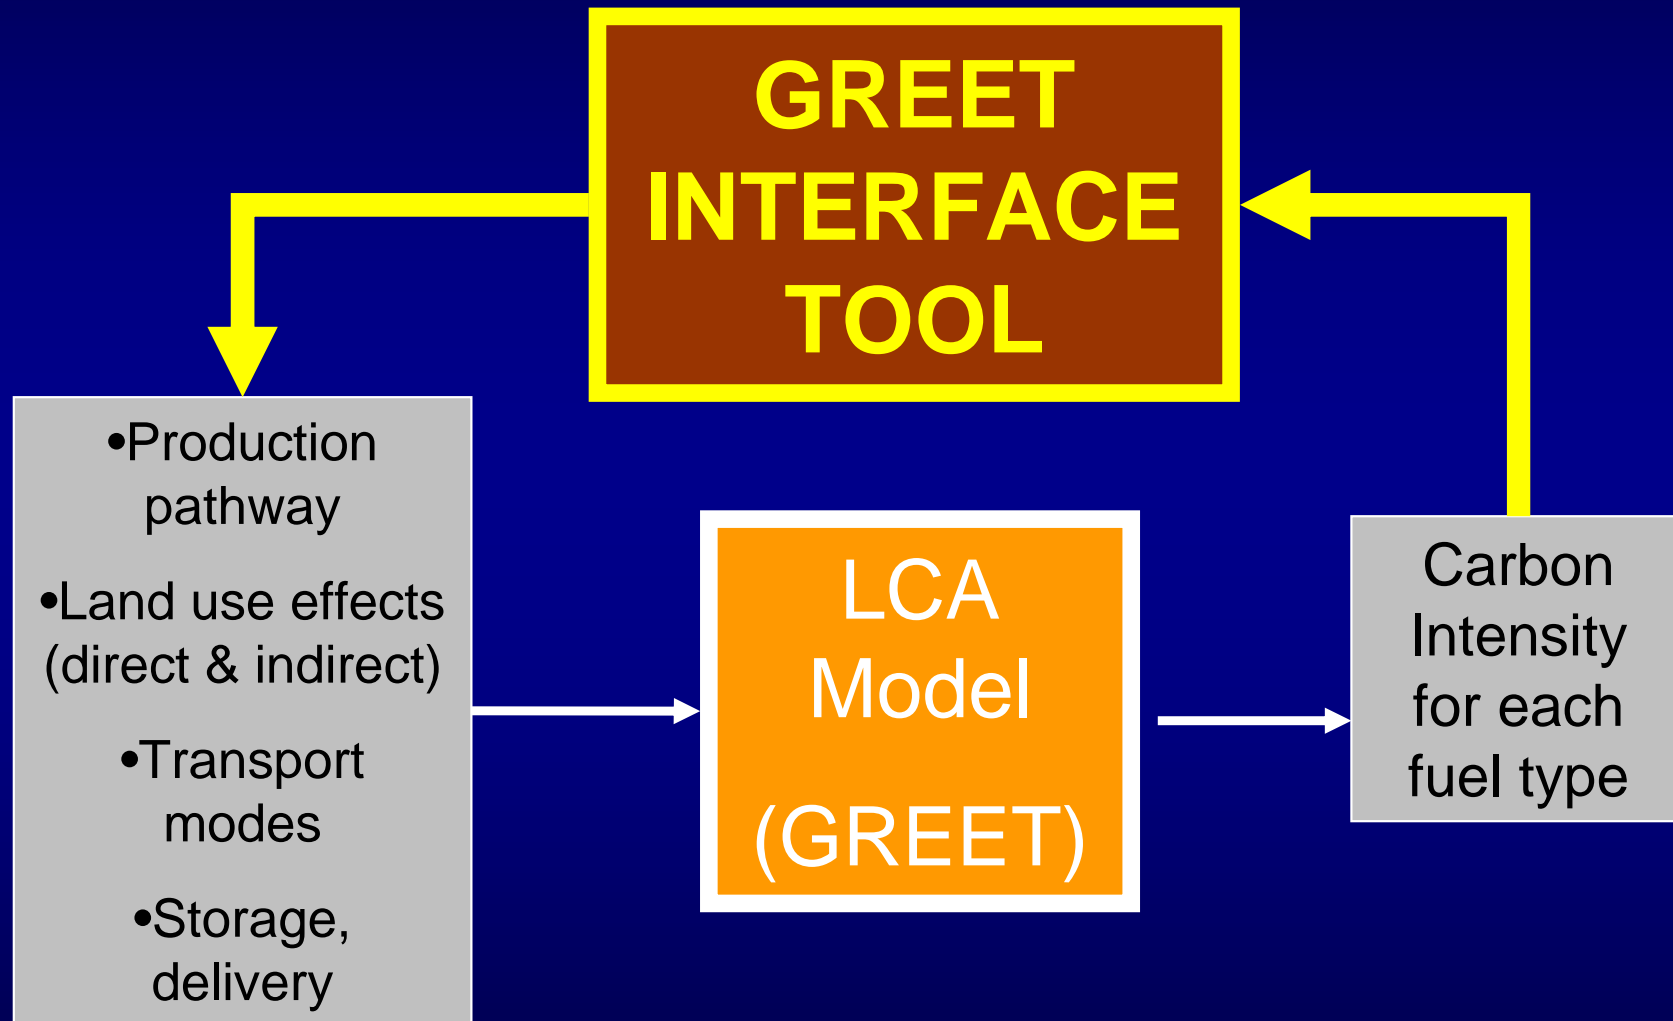 GREET
INTERFACE
TOOL
•Production
pathway
•Land use effects
(direct & indirect)
•Transport
modes
•Storage,
delivery
LCA
Model
(GREET)
Carbon
Intensity
for each
fuel type